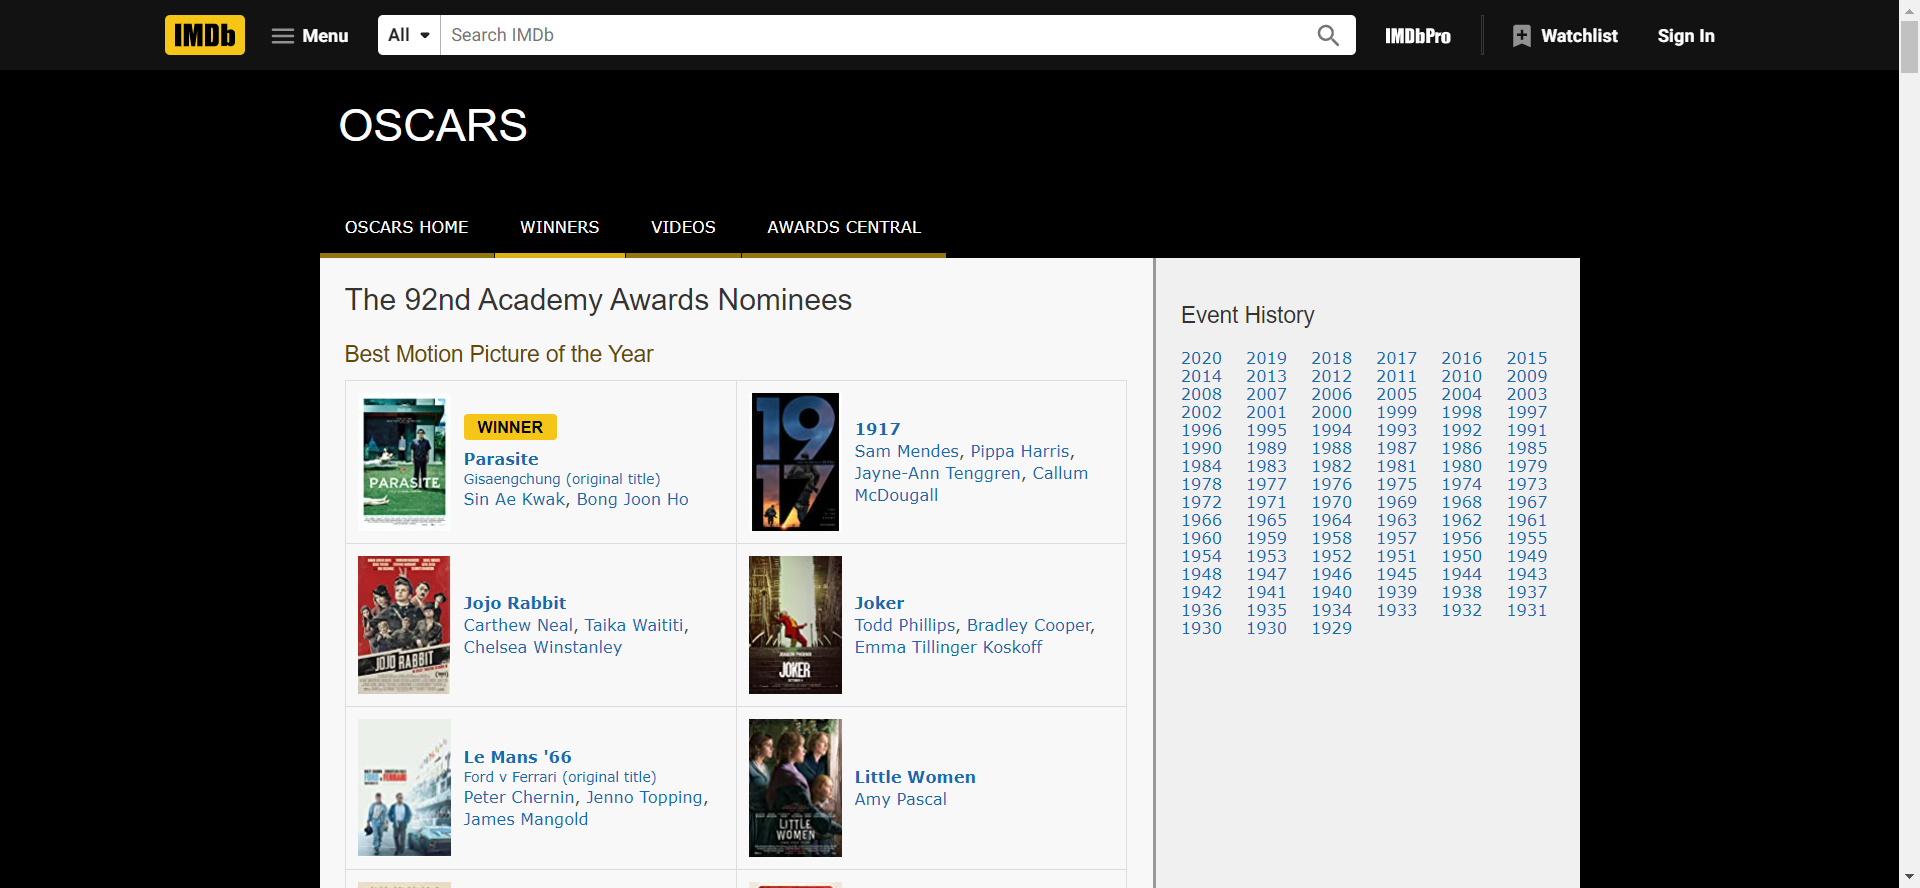 IMDb
Menu
All
Search IMDb
IMDbPro
Watchlist
Sign In
OSCARS
OSCARS HOME
WINNERS
VIDEOS
AWARDS CENTRAL
The 92nd Academy Awards Nominees
Best Motion Picture of the Year
PARASITE
WINNER
Parasite
Gisaengchung (original title)
Sin Ae Kwak, Bong Joon Ho
19
17
1917
Sam Mendes, Pippa Harris,
Jayne-Ann Tenggren, Callum
McDougall
JOJO RABBIT
Jojo Rabbit
Carthew Neal, Taika Waititi,
Chelsea Winstanley
JOAQUIN PHOENIX
JOKER
Joker
Todd Phillips, Bradley Cooper,
Emma Tillinger Koskoff
FORD v FERRARI
Le Mans '66
Ford v Ferrari (original title)
Peter Chernin, Jenno Topping,
James Mangold
LITTLE
WOMEN
Little Women
Amy Pascal
Event History
2020 2019 2018 2017 2016 2015
2014 2013 2012 2011 2010 2009
2008 2007 2006 2005 2004 2003
2002 2001 2000 1999 1998 1997
1996 1995 1994 1993 1992 1991
1990 1989 1988 1987 1986 1985
1984 1983 1982 1981 1980 1979
1978 1977 1976 1975 1974 1973
1972 1971 1970 1969 1968 1967
1966 1965 1964 1963 1962 1961
1960 1959 1958 1957 1956 1955
1954 1953 1952 1951 1950 1949
1948 1947 1946 1945 1944 1943
1942 1941 1940 1939 1938 1937
1936 1935 1934 1933 1932 1931
1930 1930 1929